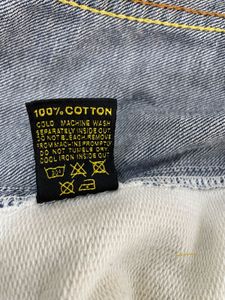 100% COTTON
COLD MACHINE WASH
SEPARATELY INSIDE OUT.
DO NOT BLEACH REMOVE
FROM MACHINE PROMPTLY
DO NOT TUMBLE DRY.
COOL IRON INSIDE OUT